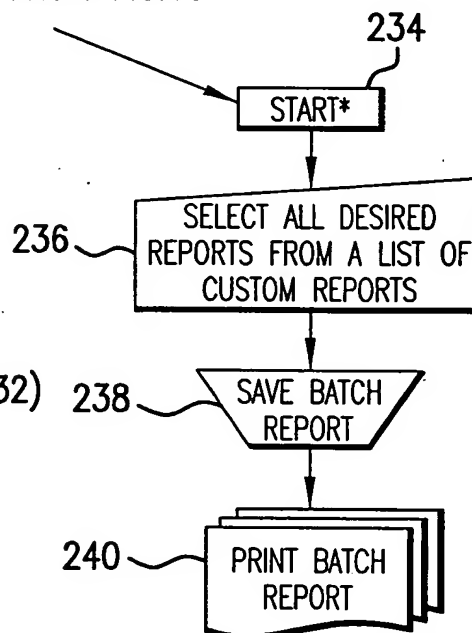 234
START*
236
SELECT ALL DESIRED
REPORTS FROM A LIST OF
CUSTOM REPORTS
32)
238
SAVE BATCH
REPORT
240
PRINT BATCH
REPORT